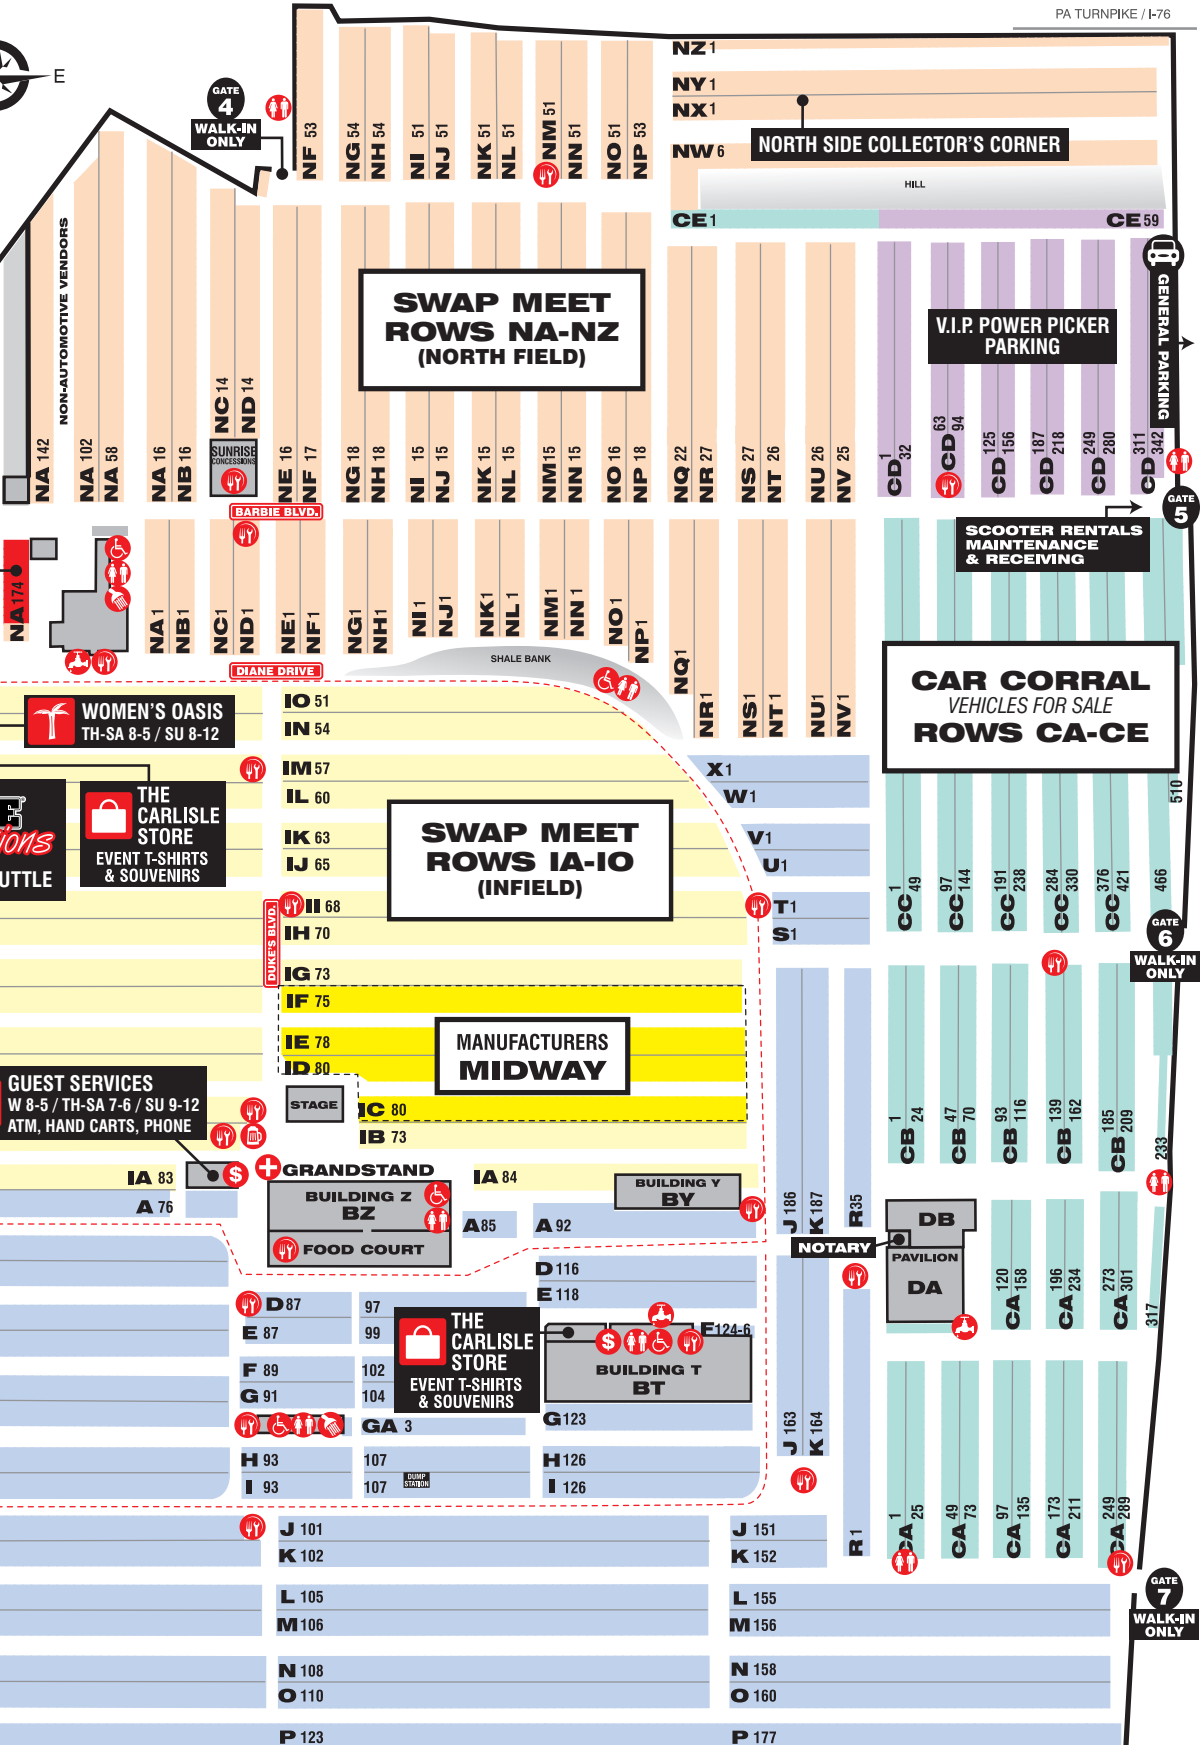 PA TURNPIKE / I-76
E
GATE
4
WALK-IN
ONLY
NF 53
NG 54
NH 54
NI 51
NJ 51
NK 51
NL 51
NM 51
NN 51
NO 51
NP 53
NZ 1
NY 1
NX 1
NORTH SIDE COLLECTOR'S CORNER
NW 6
HILL
CE 1
CE 59
NON-AUTOMOTIVE VENDORS
SWAP MEET
ROWS NA-NZ
(NORTH FIELD)
V.I.P. POWER PICKER
PARKING
GENERAL PARKING
NA 142
NA 102
NA 58
NA 16
NB 16
NC 14
ND 14
SUNRISE
CONCESSIONS
NE 16
NF 17
NG 18
NH 18
NI 15
NJ 15
NK 15
NL 15
NM 15
NN 15
NO 16
NP 18
NQ 22
NR 27
NS 27
NT 26
NU 26
NV 25
CD 1
32
CD 63
94
CD 125
156
CD 187
218
CD 249
280
CD 311
342
GATE
5
BARBIE BLVD.
SCOOTER RENTALS
MAINTENANCE
& RECEIVING
NA 174
NA 1
NB 1
NC 1
ND 1
NE 1
NF 1
NG 1
NH 1
NI 1
NJ 1
NK 1
NL 1
NM 1
NN 1
NO 1
NP 1
NQ 1
NR 1
NS 1
NT 1
NU 1
NV 1
SHALE BANK
DIANE DRIVE
CAR CORRAL
VEHICLES FOR SALE
ROWS CA-CE
WOMEN'S OASIS
TH-SA 8-5 / SU 8-12
IO 51
IN 54
IM 57
IL 60
IK 63
IJ 65
II 68
IH 70
IG 73
IF 75
IE 78
ID 80
IC 80
IB 73
THE
CARLISLE
STORE
EVENT T-SHIRTS
& SOUVENIRS
E
ions
UTTLE
SWAP MEET
ROWS IA-IO
(INFIELD)
X 1
W 1
V 1
U 1
T 1
S 1
DUKE'S BLVD.
CC 1
49
CC 97
144
CC 191
238
CC 284
330
CC 376
421
466
510
GATE
6
WALK-IN
ONLY
MANUFACTURERS
MIDWAY
STAGE
GUEST SERVICES
W 8-5 / TH-SA 7-6 / SU 9-12
ATM, HAND CARTS, PHONE
CB 1
24
CB 47
70
CB 93
116
CB 139
162
CB 185
209
233
IA 83
$
GRANDSTAND
IA 84
A 76
BUILDING Z
BZ
FOOD COURT
A 85
A 92
BUILDING Y
BY
J 186
K 187
R 35
NOTARY
DB
PAVILION
DA
CA 120
158
CA 196
234
CA 273
301
317
D 116
E 118
D 87
97
E 87
99
F 89
102
G 91
104
GA 3
THE
CARLISLE
STORE
EVENT T-SHIRTS
& SOUVENIRS
F 124-6
$
BUILDING T
BT
G 123
H 93
107
H 126
I 93
107
DUMP
STATION
I 126
J 163
K 164
R 1
CA 1
25
CA 49
73
CA 97
135
CA 173
211
CA 249
289
J 101
J 151
K 102
K 152
L 105
L 155
M 106
M 156
N 108
N 158
O 110
O 160
P 123
P 177
GATE
7
WALK-IN
ONLY